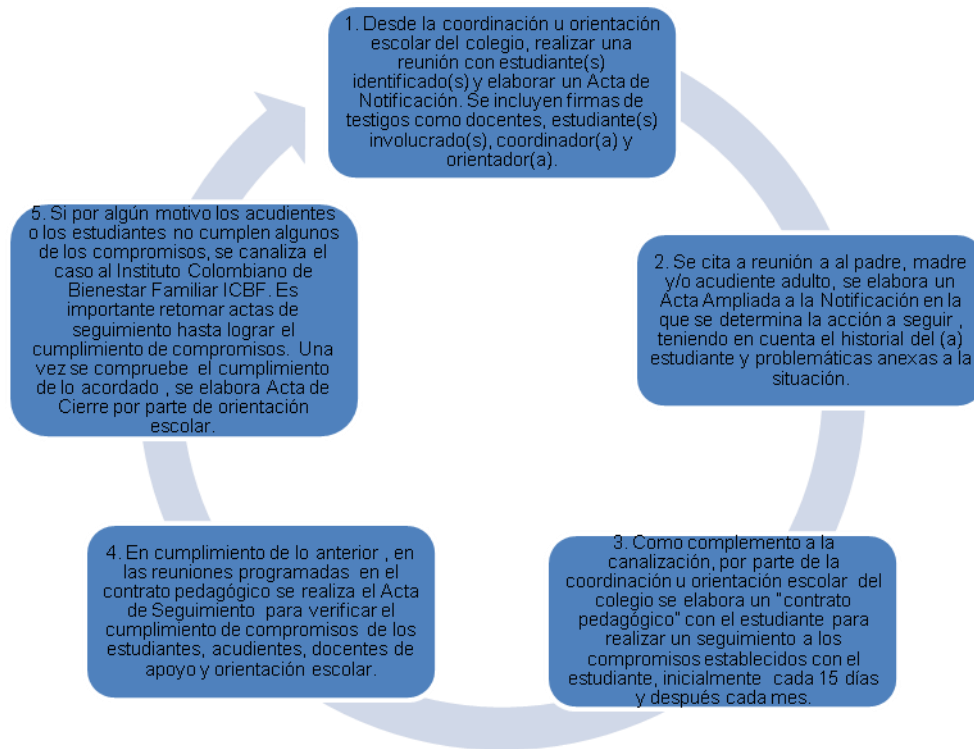 1. Desde la coordinación u orientación
escolar del colegio, realizar una
reunión con estudiante(s)
identificado(s) y elaborar un Acta de
Notificación. Se incluyen firmas de
testigos como docentes, estudiante(s)
involucrado(s), coordinador(a) y
orientador(a).
2. Se cita a reunión a al padre, madre
y/o acudiente adulto, se elabora un
Acta Ampliada a la Notificación en la
que se determina la acción a seguir ,
teniendo en cuenta el historial del (a)
estudiante y problemáticas anexas a la
situación.
3. Como complemento a la
canalización, por parte de la
coordinación u orientación escolar del
colegio se elabora un "contrato
pedagógico" con el estudiante para
realizar un seguimiento a los
compromisos establecidos con el
estudiante, inicialmente cada 15 días
y después cada mes.
4. En cumplimiento de lo anterior , en
las reuniones programadas en el
contrato pedagógico se realiza el Acta
de Seguimiento para verificar el
cumplimiento de compromisos de los
estudiantes, acudientes, docentes de
apoyo y orientación escolar.
5. Si por algún motivo los acudientes
o los estudiantes no cumplen algunos
de los compromisos, se canaliza el
caso al Instituto Colombiano de
Bienestar Familiar ICBF. Es
importante retomar actas de
seguimiento hasta lograr el
cumplimiento de compromisos. Una
vez se compruebe el cumplimiento
de lo acordado , se elabora Acta de
Cierre por parte de orientación
escolar.